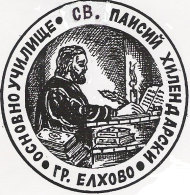 ОСНОВНО УЧИЛИЩЕ • СВ. ПАИСИЙ ХИЛЕНДАРСКИ •
ГР. ЕЛХОВО